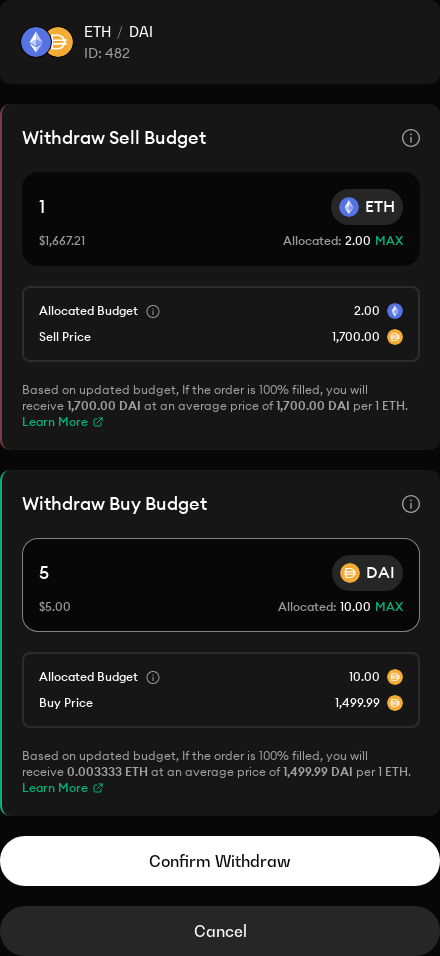 ETH / DAI
ID: 482
Withdraw Sell Budget
1
ETH
$1,667.21
Allocated: 2.00 MAX
Allocated Budget
2.00
Sell Price
1,700.00
Based on updated budget, If the order is 100% filled, you will
receive 1,700.00 DAI at an average price of 1,700.00 DAI per 1 ETH.
Learn More
Withdraw Buy Budget
5
DAI
$5.00
Allocated: 10.00 MAX
Allocated Budget
10.00
Buy Price
1,499.99
Based on updated budget, If the order is 100% filled, you will
receive 0.003333 ETH at an average price of 1,499.99 DAI per 1 ETH.
Learn More
Confirm Withdraw
Cancel